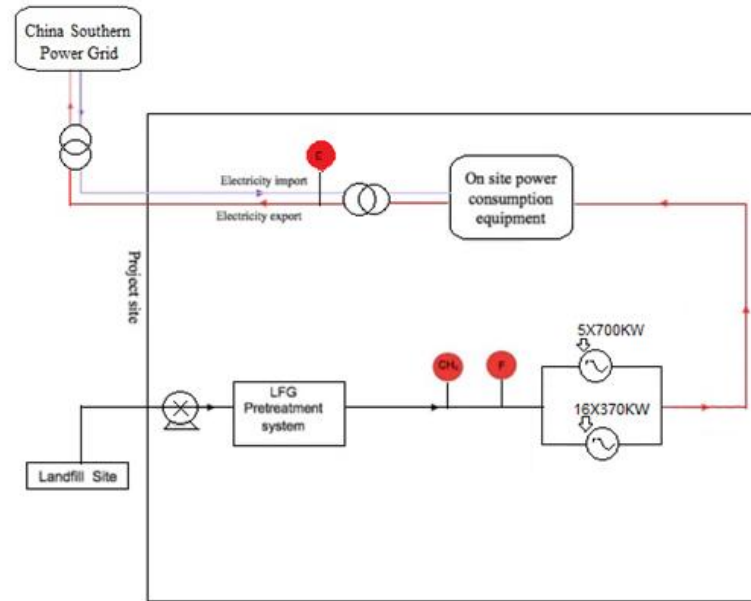 China Southern
Power Grid
E
Electricity import
Electricity export
On site power
consumption
equipment
Project site
5X700KW
CH₄
F
LFG
Pretreatment
system
16X370KW
Landfill Site